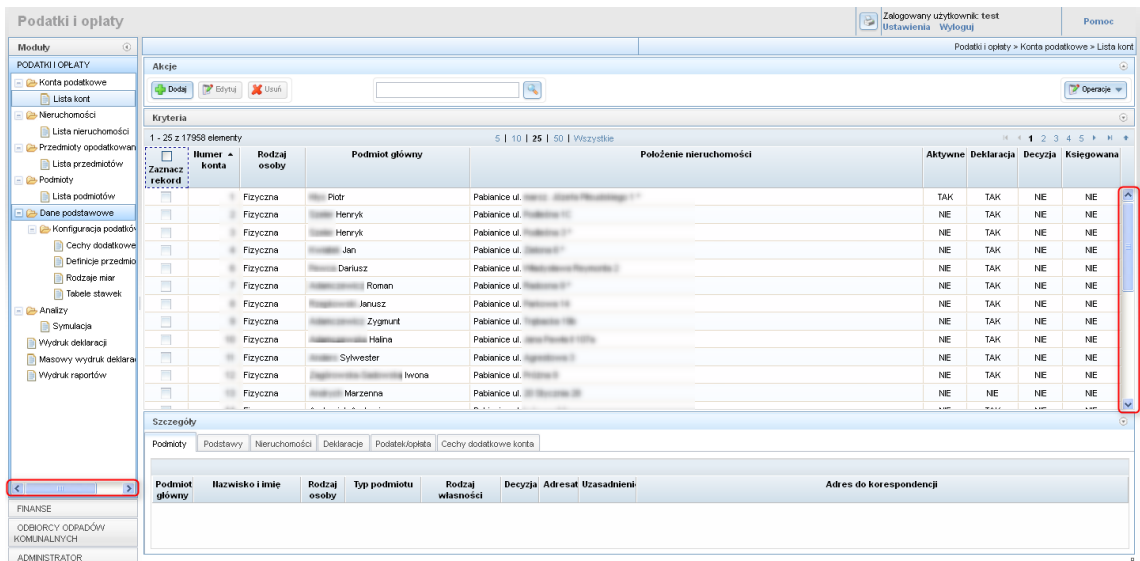 Podatki i opłaty
Zalogowany użytkownik: test
Ustawienia Wyloguj
Pomoc
Moduły
Podatki i opłaty > Konta podatkowe > Lista kont
PODATKI I OPŁATY
Konta podatkowe
Lista kont
Nieruchomości
Lista nieruchomości
Przedmioty opodatkowan
Lista przedmiotów
Podmioty
Lista podmiotów
Dane podstawowe
Konfiguracja podatków
Cechy dodatkowe
Definicje przedmio
Rodzaje miar
Tabele stawek
Analizy
Symulacja
Wydruk deklaracji
Masowy wydruk deklara
Wydruk raportów
FINANSE
ODBIORCY ODPADÓW
KOMUNALNYCH
ADMINISTRATOR
Akcje
Dodaj Edytuj Usuń Operacje
Kryteria
1 - 25 z 17958 elementy 5 | 10 | 25 | 50 | Wszystkie 1 2 3 4 5
Zaznacz rekord Numer konta Rodzaj osoby Podmiot główny Położenie nieruchomości Aktywne Deklaracja Decyzja Księgowana
Fizyczna Piotr Pabianice ul. TAK TAK NIE NIE
Fizyczna Henryk Pabianice ul. NIE TAK NIE NIE
Fizyczna Henryk Pabianice ul. NIE TAK NIE NIE
Fizyczna Jan Pabianice ul. NIE TAK NIE NIE
Fizyczna Dariusz Pabianice ul. NIE TAK NIE NIE
Fizyczna Roman Pabianice ul. NIE TAK NIE NIE
Fizyczna Janusz Pabianice ul. NIE TAK NIE NIE
Fizyczna Zygmunt Pabianice ul. NIE TAK NIE NIE
Fizyczna Halina Pabianice ul. NIE TAK NIE NIE
Fizyczna Sylwester Pabianice ul. NIE TAK NIE NIE
Fizyczna Iwona Pabianice ul. NIE TAK NIE NIE
Fizyczna Marzenna Pabianice ul. NIE NIE NIE NIE
Szczegóły
Podmioty Podstawy Nieruchomości Deklaracje Podatek/opłata Cechy dodatkowe konta
Podmiot główny Nazwisko i imię Rodzaj osoby Typ podmiotu Rodzaj własności Decyzja Adresat Uzasadnieni Adres do korespondencji